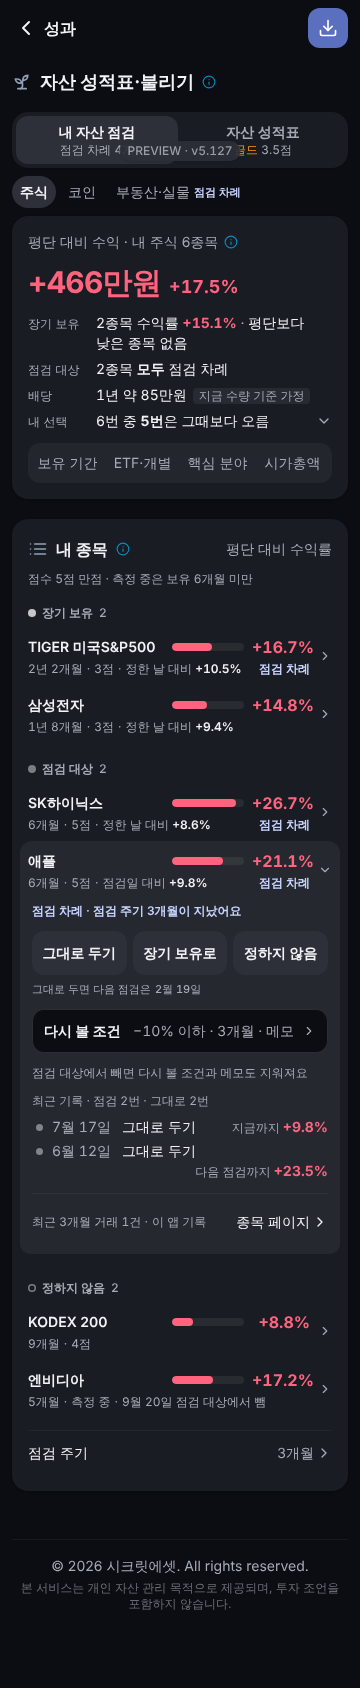 성과
자산 성적표·불리기
내 자산 점검
자산 성적표
점검 차례 4
PREVIEW · v5.127
골드 3.5점
주식 코인 부동산·실물 점검 차례
평단 대비 수익 · 내 주식 6종목
+466만원 +17.5%
장기 보유 2종목 수익률 +15.1% · 평단보다
낮은 종목 없음
점검 대상 2종목 모두 점검 차례
배당 1년 약 85만원 지금 수량 기준 가정
내 선택 6번 중 5번은 그때보다 오름
보유 기간 ETF·개별 핵심 분야 시가총액
내 종목 평단 대비 수익률
점수 5점 만점 · 측정 중은 보유 6개월 미만
장기 보유 2
TIGER 미국S&P500 +16.7%
2년 2개월 · 3점 · 정한 날 대비 +10.5% 점검 차례
삼성전자 +14.8%
1년 8개월 · 3점 · 정한 날 대비 +9.4%
점검 대상 2
SK하이닉스 +26.7%
6개월 · 5점 · 정한 날 대비 +8.6% 점검 차례
애플 +21.1%
6개월 · 5점 · 점검일 대비 +9.8% 점검 차례
점검 차례 · 점검 주기 3개월이 지났어요
그대로 두기 장기 보유로 정하지 않음
그대로 두면 다음 점검은 2월 19일
다시 볼 조건 −10% 이하 · 3개월 · 메모
점검 대상에서 빼면 다시 볼 조건과 메모도 지워져요
최근 기록 · 점검 2번 · 그대로 2번
7월 17일 그대로 두기 지금까지 +9.8%
6월 12일 그대로 두기
다음 점검까지 +23.5%
최근 3개월 거래 1건 · 이 앱 기록 종목 페이지
정하지 않음 2
KODEX 200 +8.8%
9개월 · 4점
엔비디아 +17.2%
5개월 · 측정 중 · 9월 20일 점검 대상에서 뺌
점검 주기 3개월
© 2026 시크릿에셋. All rights reserved.
본 서비스는 개인 자산 관리 목적으로 제공되며, 투자 조언을
포함하지 않습니다.